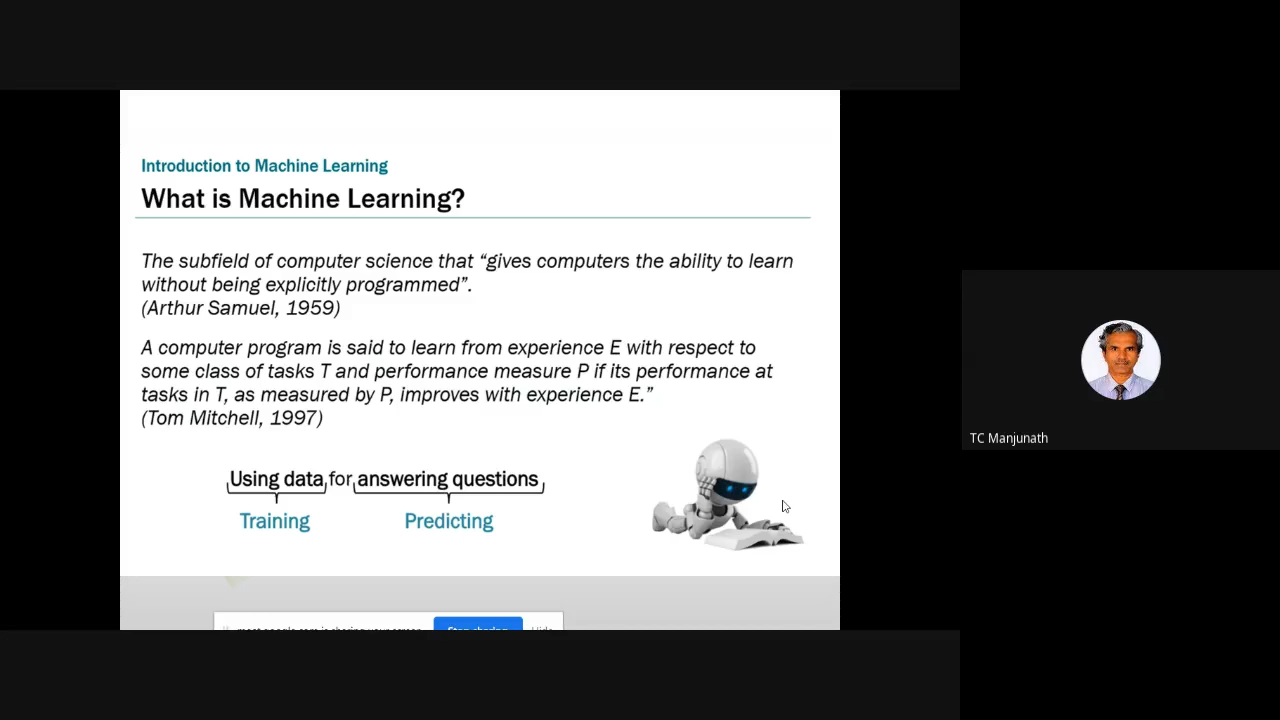 Introduction to Machine Learning
What is Machine Learning?
The subfield of computer science that “gives computers the ability to learn
without being explicitly programmed”.
(Arthur Samuel, 1959)
A computer program is said to learn from experience E with respect to
some class of tasks T and performance measure P if its performance at
tasks in T, as measured by P, improves with experience E.”
(Tom Mitchell, 1997)
Using data for answering questions
Training Predicting
TC Manjunath